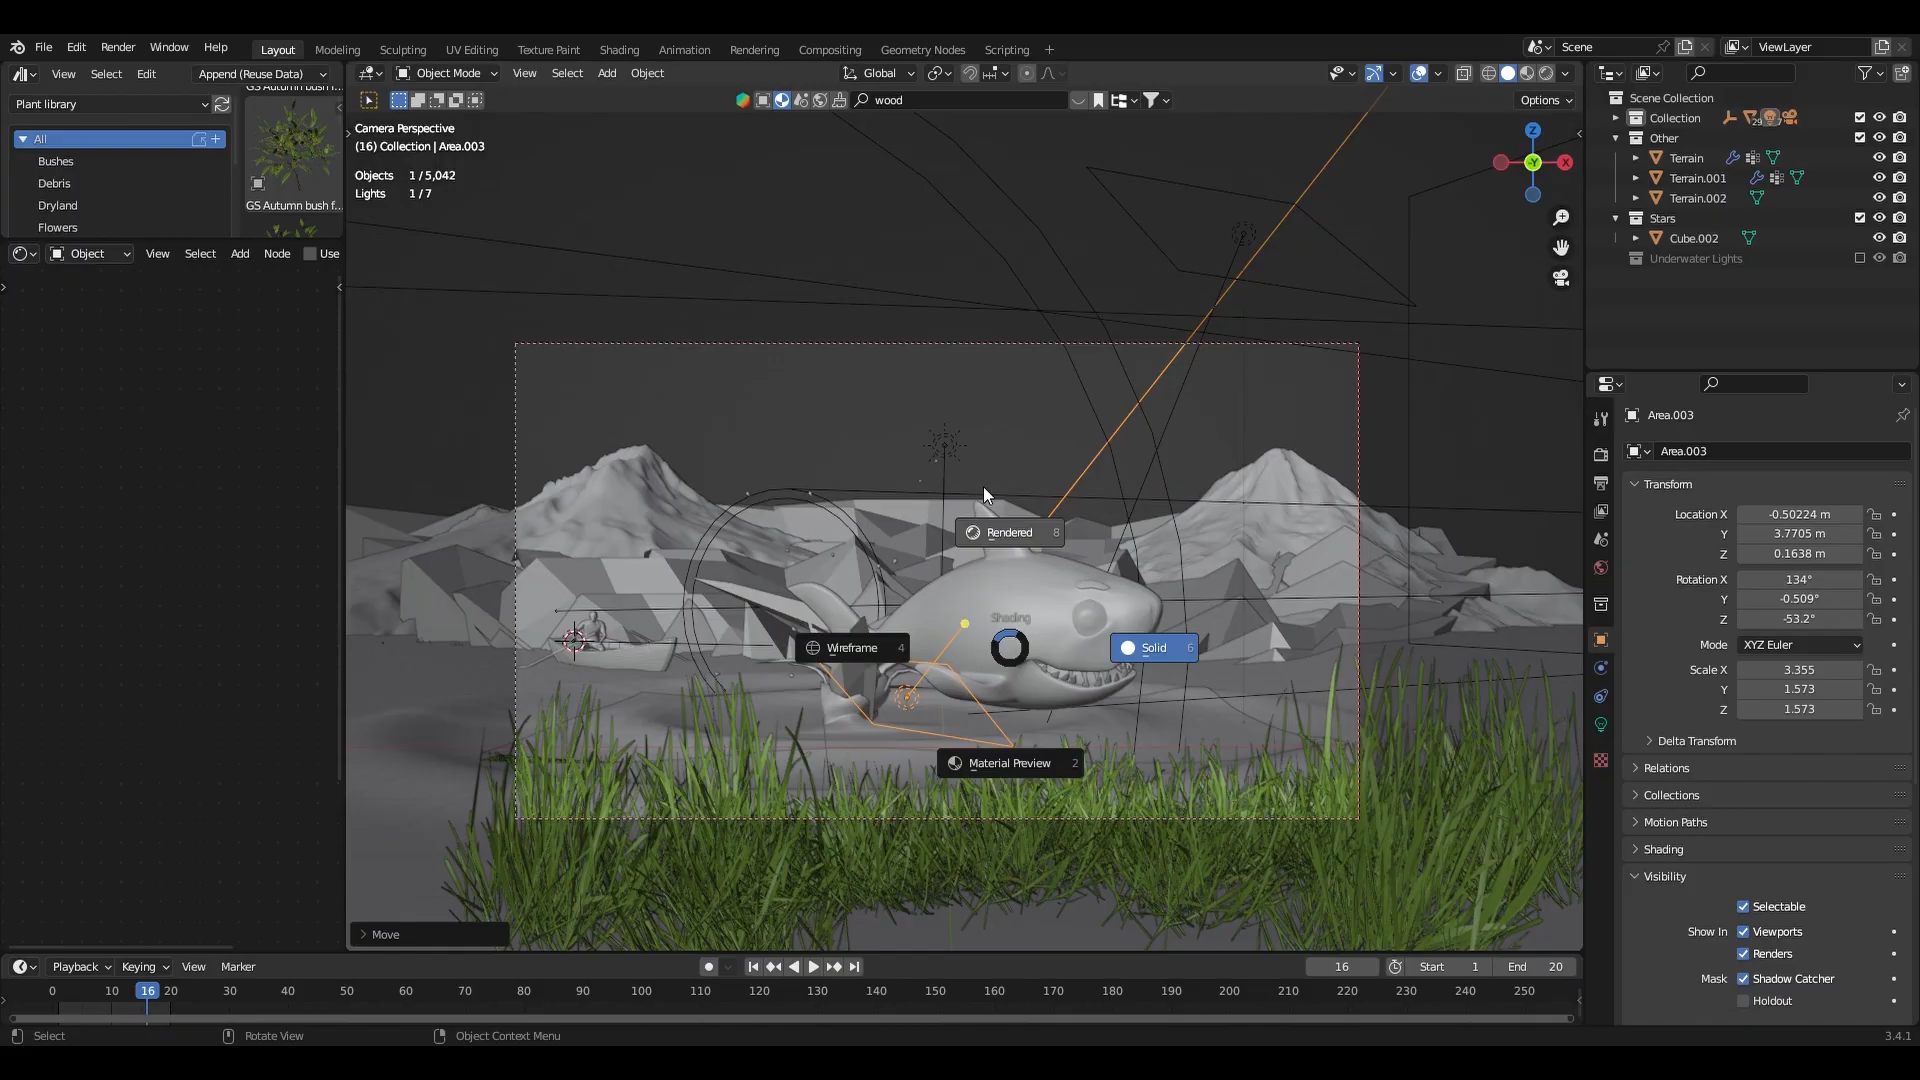 File Edit Render Window Help Layout Modeling Sculpting UV Editing Texture Paint Shading Animation Rendering Compositing Geometry Nodes Scripting + Scene ViewLayer
View Select Edit Append (Reuse Data)
Object Mode View Select Add Object Global
Plant library
wood
Options
GS Autumn bush f...
All
Bushes
Debris
Dryland
Flowers
Object View Select Add Node Use
Camera Perspective
(16) Collection | Area.003
Objects 1 / 5,042
Lights 1 / 7
Z
-Y
X
Rendered 8
Shading
Wireframe 4
Solid 6
Material Preview 2
Move
Scene Collection
Collection 29 7
Other
Terrain
Terrain.001
Terrain.002
Stars
Cube.002
Underwater Lights
Area.003
Area.003
Transform
Location X -0.50224 m
Y 3.7705 m
Z 0.1638 m
Rotation X 134°
Y -0.509°
Z -53.2°
Mode XYZ Euler
Scale X 3.355
Y 1.573
Z 1.573
Delta Transform
Relations
Collections
Motion Paths
Shading
Visibility
Selectable
Show In Viewports
Renders
Mask Shadow Catcher
Holdout
Playback Keying View Marker
16 Start 1 End 20
0 10 16 20 30 40 50 60 70 80 90 100 110 120 130 140 150 160 170 180 190 200 210 220 230 240 250
Select Rotate View Object Context Menu 3.4.1